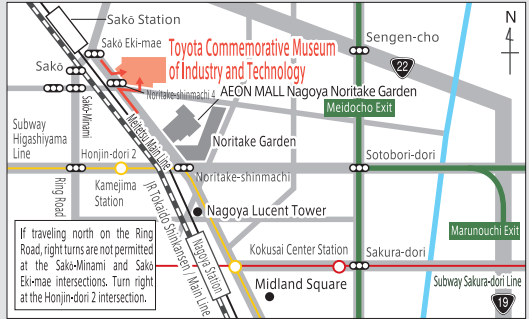 Sakō Station
N
Sakō Eki-mae
Sengen-cho
Toyota Commemorative Museum
of Industry and Technology
Sakō
22
Noritake-shinmachi 4
AEON MALL Nagoya Noritake Garden
Meidocho Exit
Sakō-Minami
Meitetsu Main Line
Subway
Higashiyama
Line
Honjin-dori 2
Noritake Garden
Sotobori-dori
Noritake-shinmachi
Ring Road
Kamejima
Station
JR Tokaido Shinkansen / Main Line
Nagoya Lucent Tower
Marunouchi Exit
If traveling north on the Ring
Road, right turns are not permitted
at the Sakō-Minami and Sakō
Eki-mae intersections. Turn right
at the Honjin-dori 2 intersection.
Nagoya Station
Kokusai Center Station
Sakura-dori
Subway Sakura-dori Line
Midland Square
19